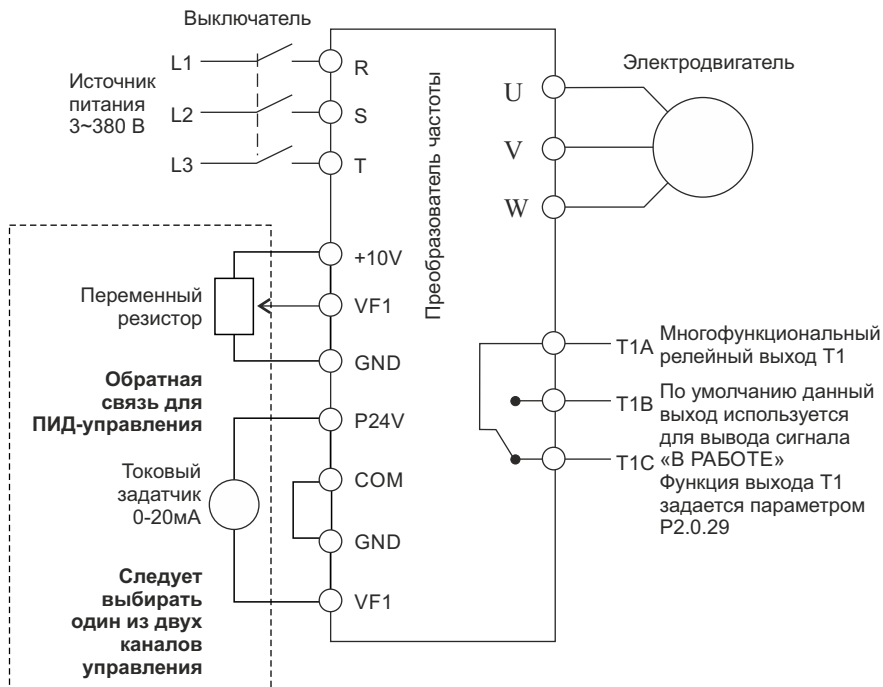 Выключатель
L1
R
Источник
питания
3~380 В
L2
S
L3
T
Преобразователь частоты
Электродвигатель
U
V
W
+10V
Переменный
резистор
VF1
GND
Обратная
связь для
ПИД-управления
P24V
Токовый
задатчик
0-20мА
COM
GND
Следует
выбирать
один из двух
каналов
управления
VF1
T1A
Многофункциональный
релейный выход T1
T1B
По умолчанию данный
выход используется
для вывода сигнала
«В РАБОТЕ»
T1C
Функция выхода T1
задается параметром
P2.0.29